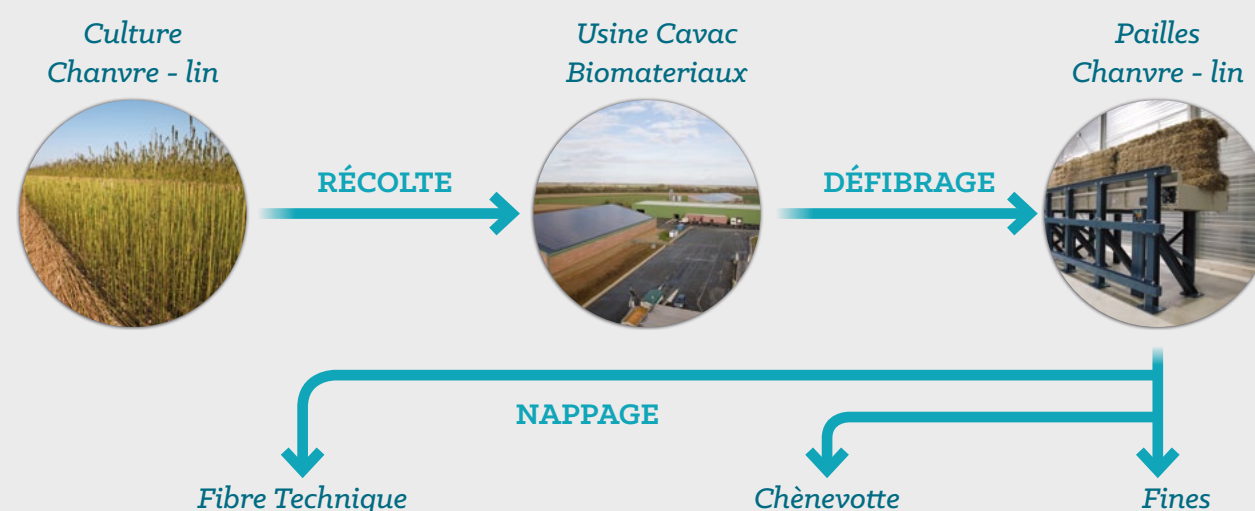 Culture
Chanvre - lin
Usine Cavac
Biomateriaux
Pailles
Chanvre - lin
RÉCOLTE
DÉFIBRAGE
NAPPAGE
Fibre Technique
Chènevotte
Fines